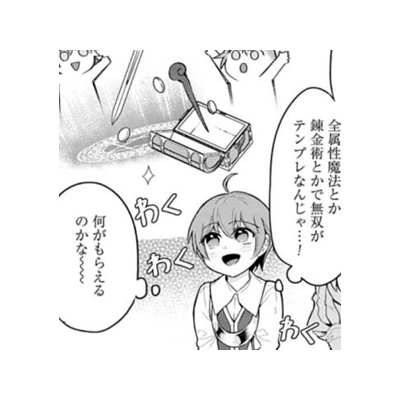 全属性魔法とか
錬金術とかで無双が
テンプレなんじゃ…!
わく
わく
わく
何がもらえる
のかな〜〜